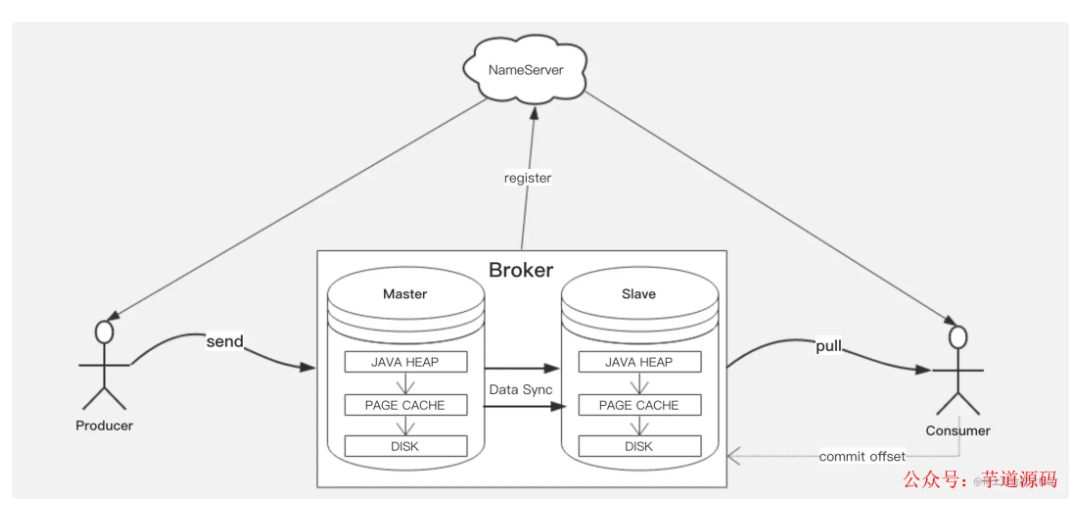 NameServer
register
Broker
Master
Slave
send
pull
JAVA HEAP
JAVA HEAP
Data Sync
PAGE CACHE
PAGE CACHE
DISK
DISK
Producer
Consumer
commit offset
公众号：芋道源码